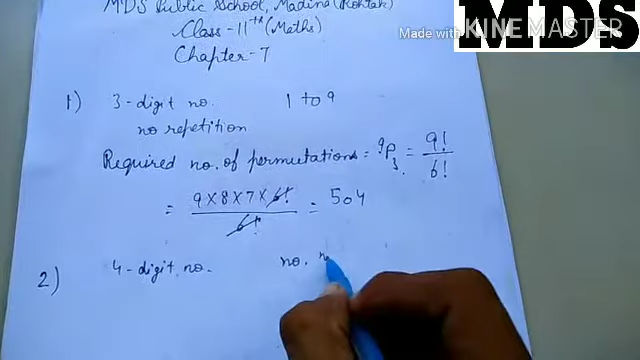 MDS Public School, Madina (Rohtak)
Class-11th (Maths)
Chapter-7
Made with KINE MASTER
MDS
1) 3-digit no. 1 to 9
no repetition
Required no. of permutations = ⁹P₃. = 9!/6!
= 9×8×7×6!/6! = 504
2) 4-digit no. no.